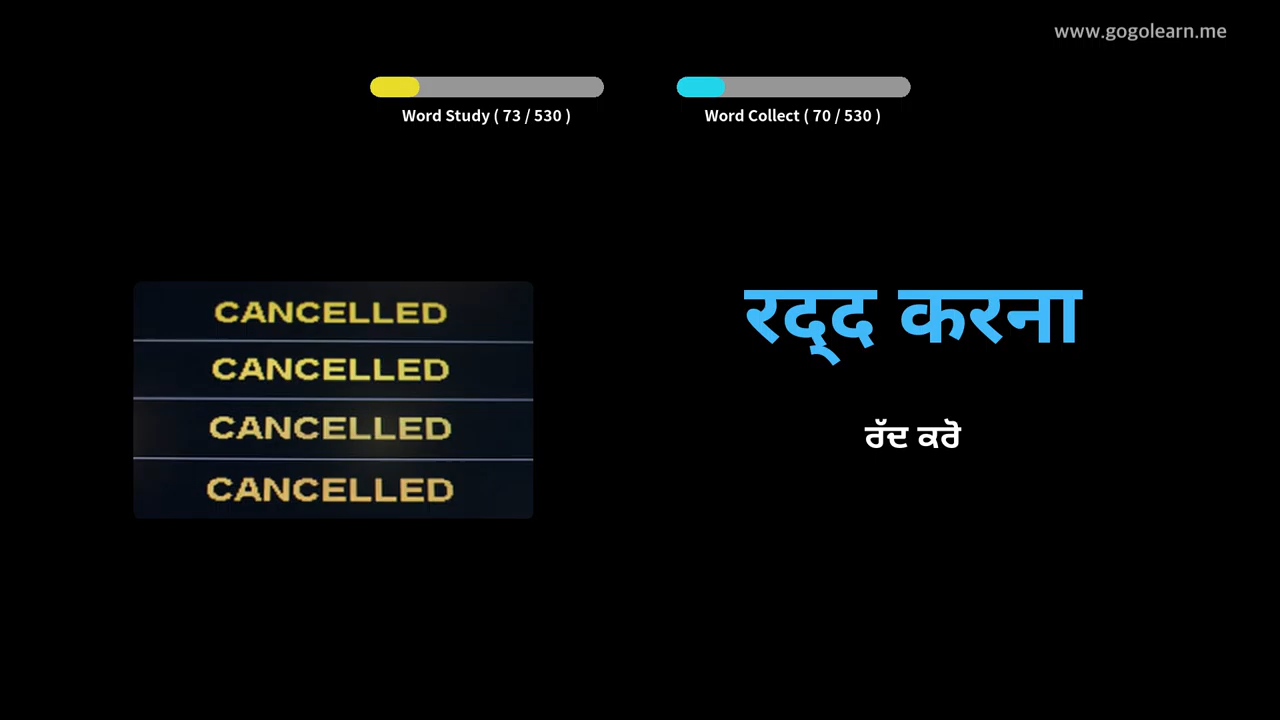 www.gogolearn.me
Word Study ( 73 / 530 )
Word Collect ( 70 / 530 )
CANCELLED
CANCELLED
CANCELLED
CANCELLED
रद्द करना
ਰੱਦ ਕਰੋ